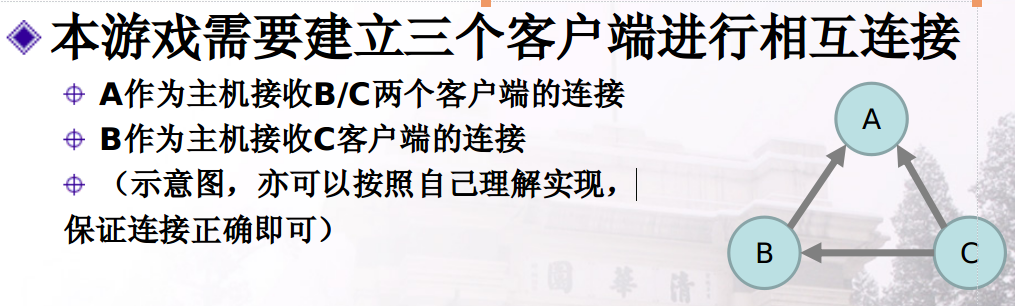 本游戏需要建立三个客户端进行相互连接
A作为主机接收B/C两个客户端的连接
B作为主机接收C客户端的连接
（示意图，亦可以按照自己理解实现，
保证连接正确即可）
A
B
C
園華清